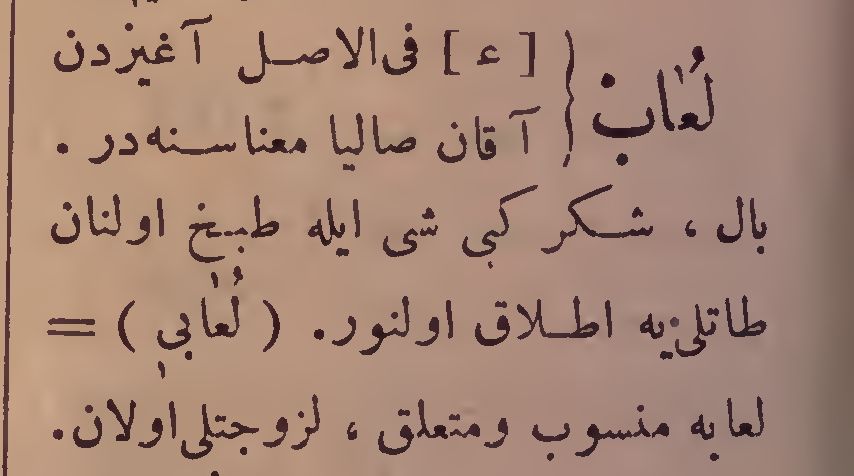 لُعاب { [ ع ] فى‌الاصل آغيزدن
آقان صاليا معناسنه‌در .
بال ، شكر كبى شى ايله طبخ اولنان
طاتلى‌يه اطلاق اولنور. ( لُعابى ) =
لعابه منسوب ومتعلق ، لزوجتلى‌اولان.